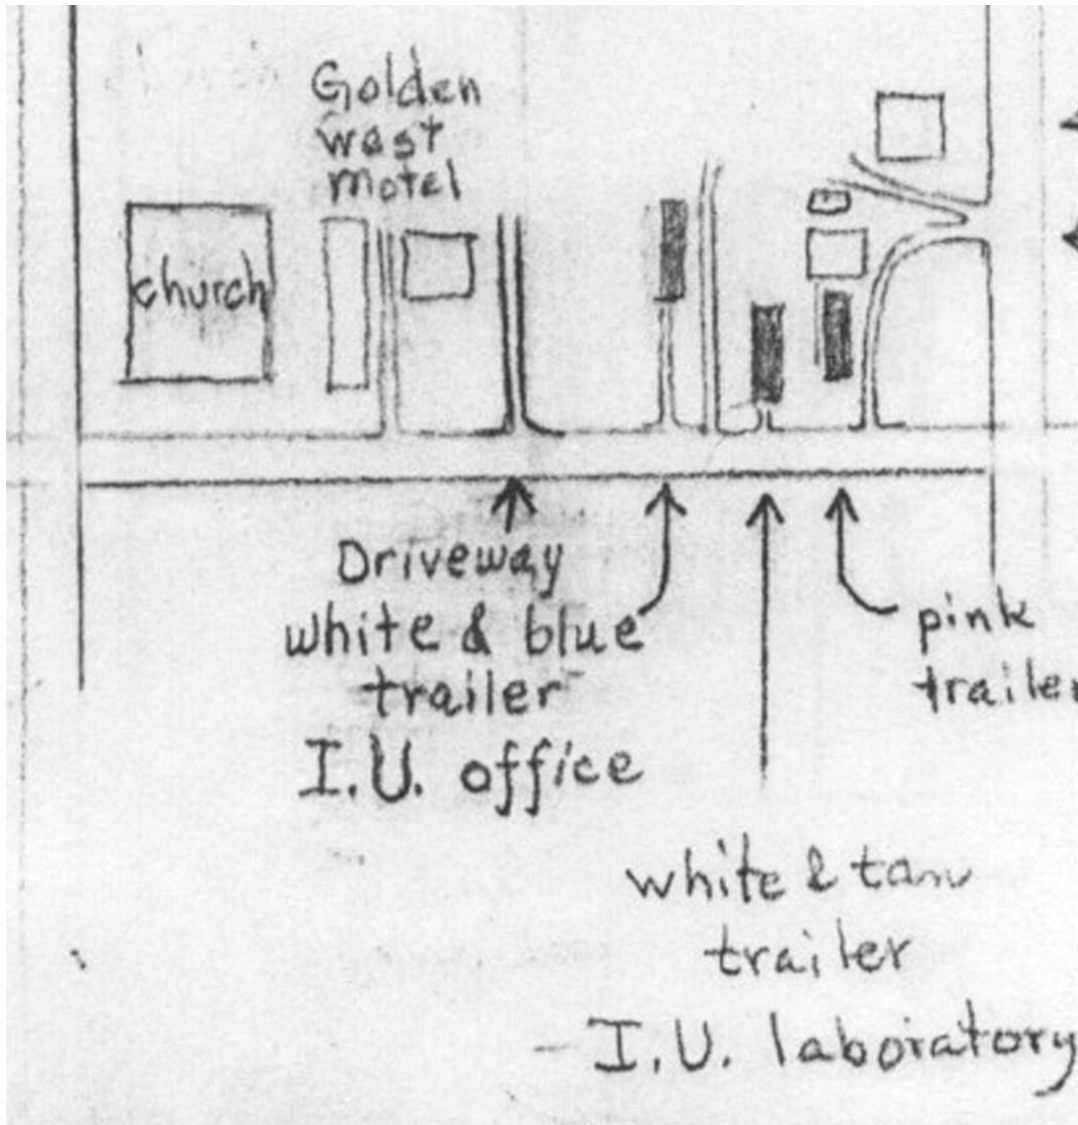 Golden
West
Motel
church
Driveway
white & blue
trailer
I.U. office
pink
trailer
white & tan
trailer
- I.U. laboratory